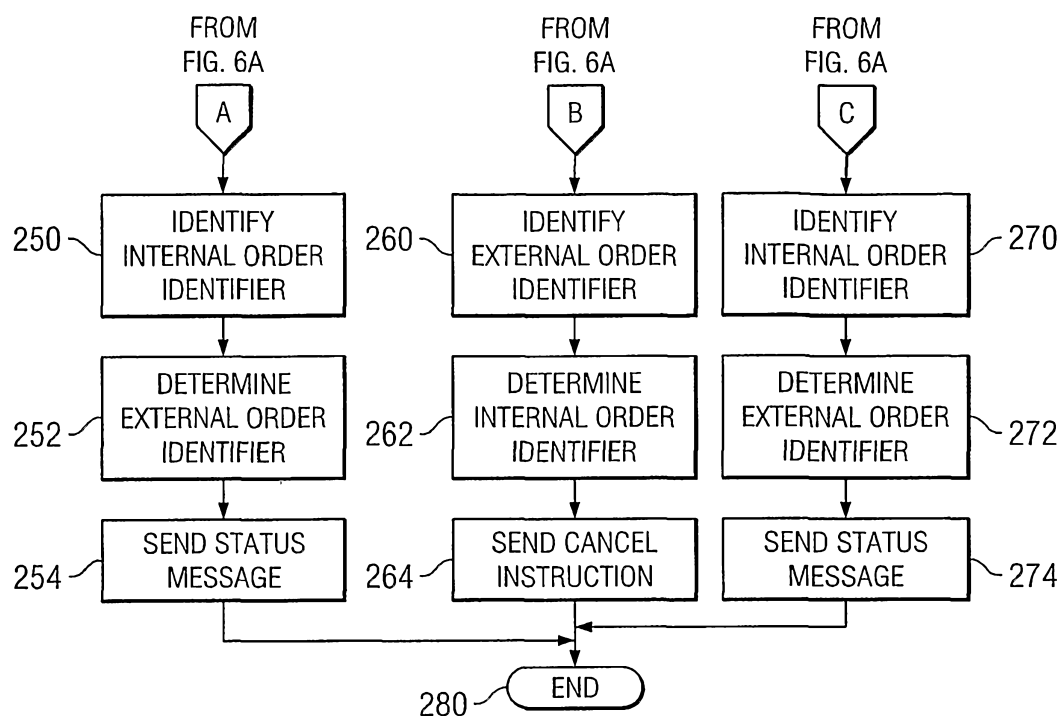 FROM
FIG. 6A
A
250
IDENTIFY
INTERNAL ORDER
IDENTIFIER
252
DETERMINE
EXTERNAL ORDER
IDENTIFIER
254
SEND STATUS
MESSAGE
FROM
FIG. 6A
B
260
IDENTIFY
EXTERNAL ORDER
IDENTIFIER
262
DETERMINE
INTERNAL ORDER
IDENTIFIER
264
SEND CANCEL
INSTRUCTION
FROM
FIG. 6A
C
IDENTIFY
INTERNAL ORDER
IDENTIFIER
270
DETERMINE
EXTERNAL ORDER
IDENTIFIER
272
SEND STATUS
MESSAGE
274
280
END